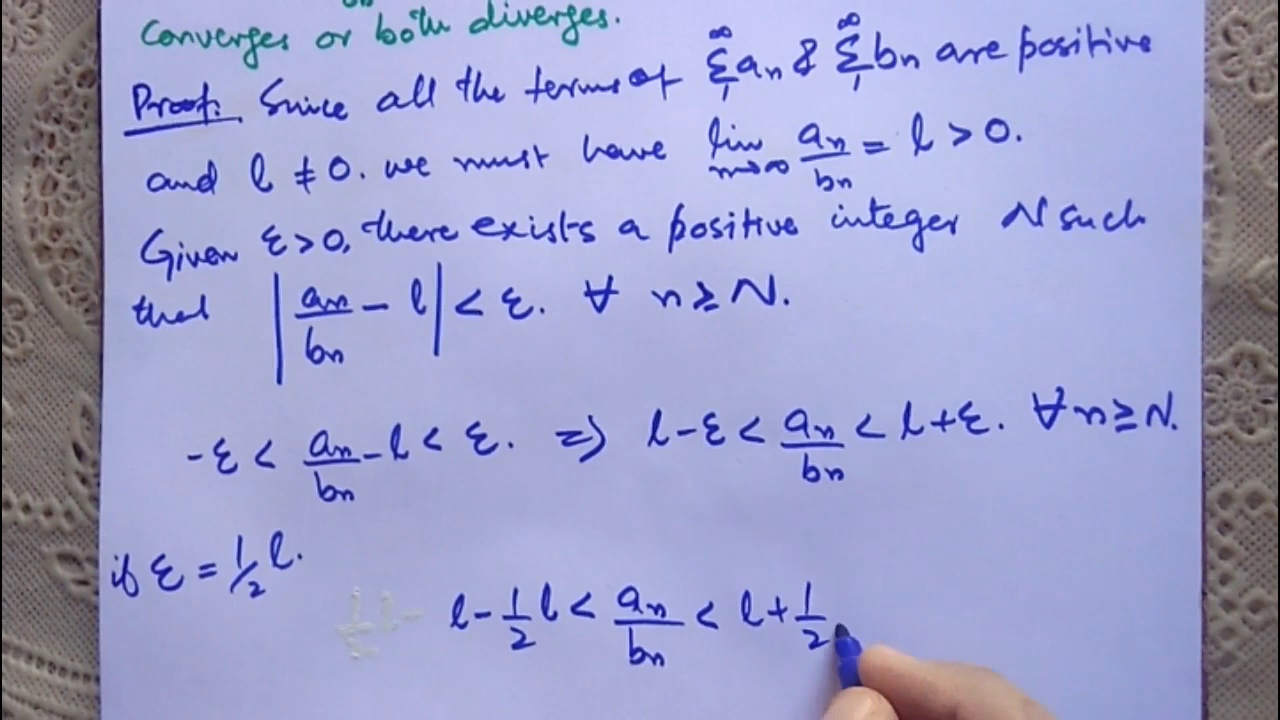 converges or both diverges.
Proof: Since all the terms of ∞Σ1 an & ∞Σ1 bn are positive
and l ≠ 0. we must have lim n→∞ an/bn = l > 0.
Given ε > 0, there exists a positive integer N such
that |an/bn - l| < ε. ∀ n ≥ N.
-ε < an/bn - l < ε. ⇒ l-ε < an/bn < l+ε. ∀ n ≥ N.
if ε = 1/2 l.
l - 1/2 l < an/bn < l + 1/2